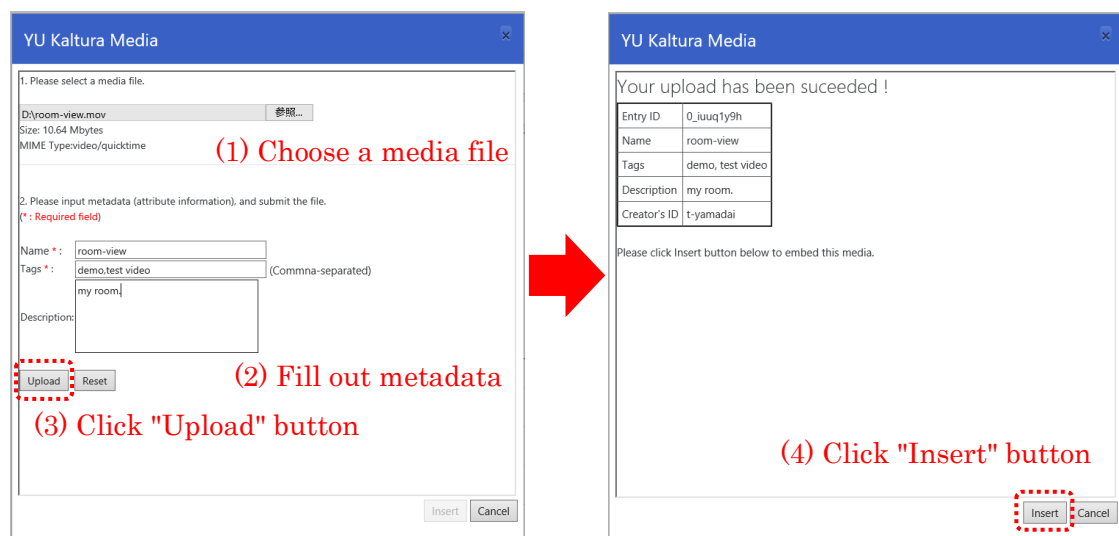 YU Kaltura Media
×
1. Please select a media file.
D:\room-view.mov 参照...
Size: 10.64 Mbytes
MIME Type:video/quicktime
(1) Choose a media file
2. Please input metadata (attribute information), and submit the file.
(* : Required field)
Name * : room-view
Tags * : demo,test video (Commna-separated)
Description: my room.
(2) Fill out metadata
Upload Reset
(3) Click "Upload" button
Insert Cancel
YU Kaltura Media
×
Your upload has been suceeded !
Entry ID 0_iuuq1y9h
Name room-view
Tags demo, test video
Description my room.
Creator's ID t-yamadai
Please click Insert button below to embed this media.
(4) Click "Insert" button
Insert Cancel